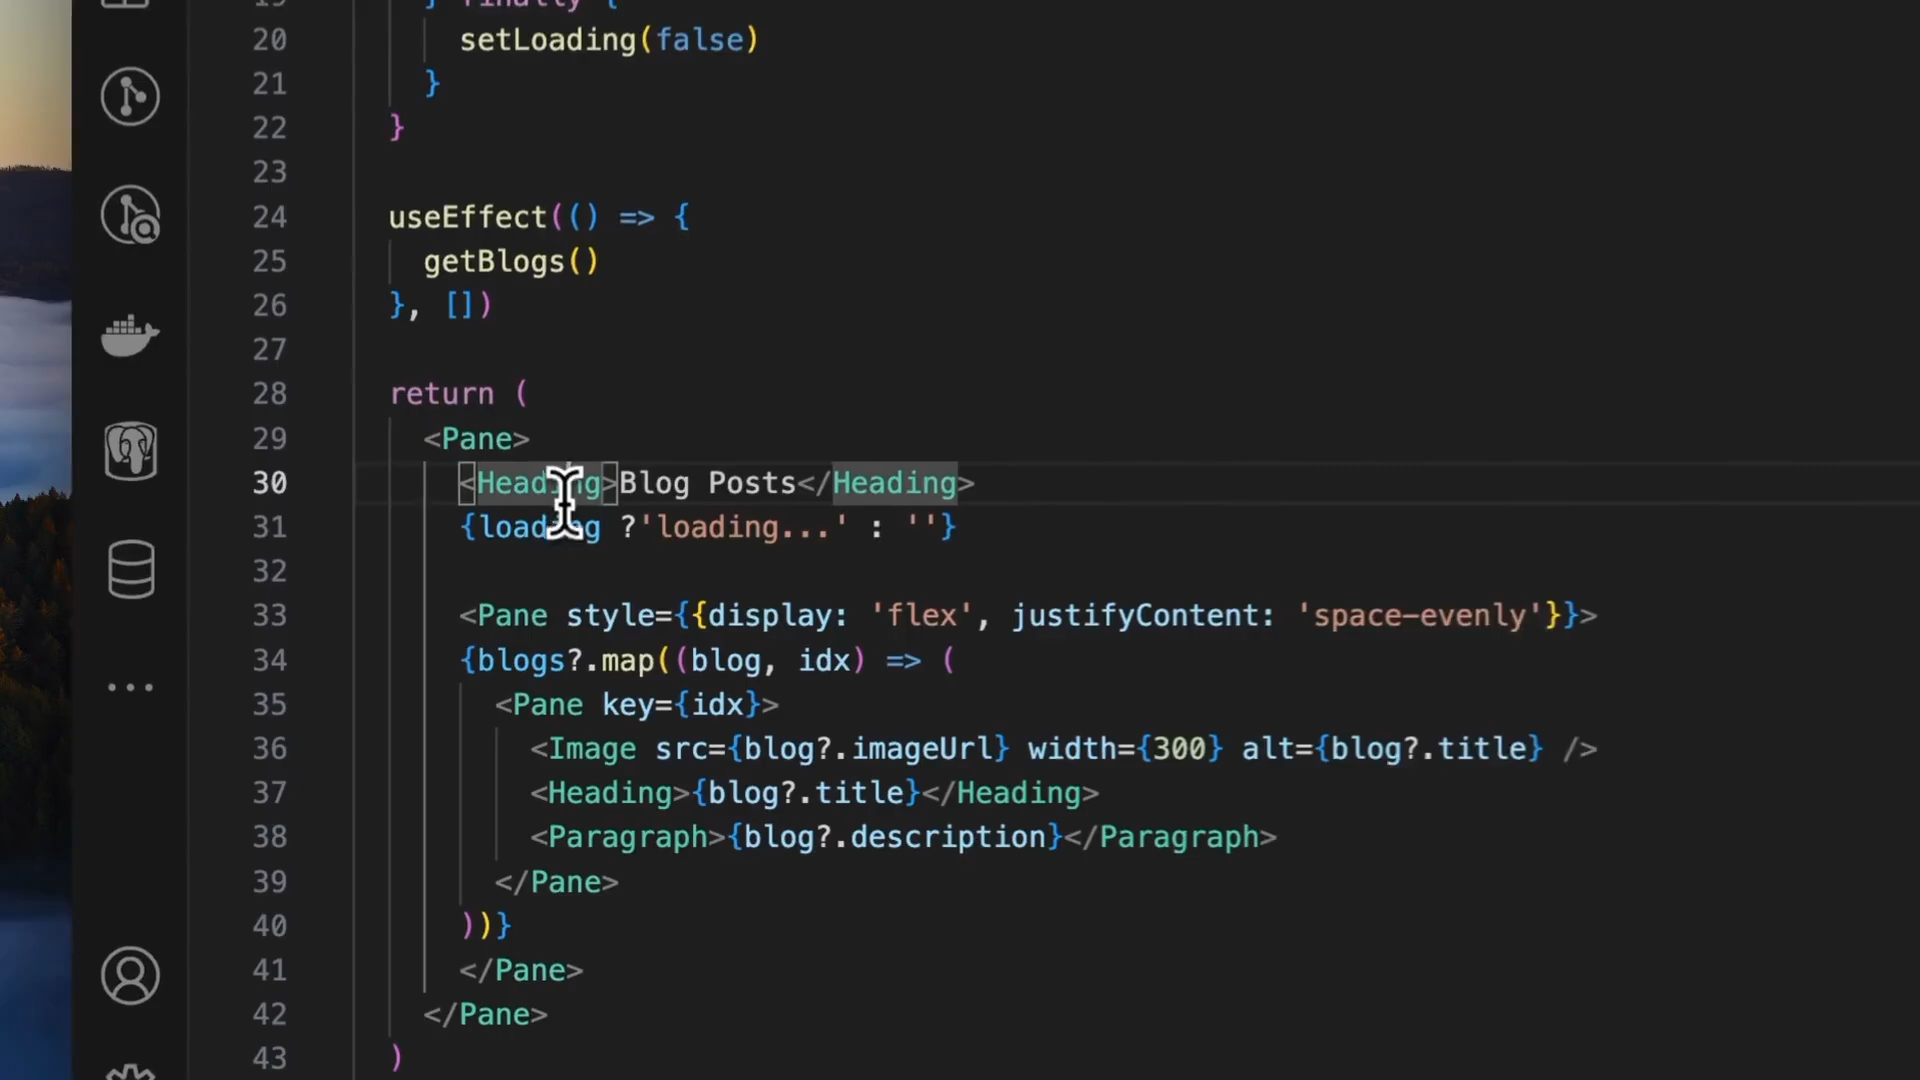 19 } finally {
20 setLoading(false)
21 }
22 }
23
24 useEffect(() => {
25 getBlogs()
26 }, [])
27
28 return (
29 <Pane>
30 <Heading>Blog Posts</Heading>
31 {loading ?'loading...' : ''}
32
33 <Pane style={{display: 'flex', justifyContent: 'space-evenly'}}>
34 {blogs?.map((blog, idx) => (
35 <Pane key={idx}>
36 <Image src={blog?.imageUrl} width={300} alt={blog?.title} />
37 <Heading>{blog?.title}</Heading>
38 <Paragraph>{blog?.description}</Paragraph>
39 </Pane>
40 ))}
41 </Pane>
42 </Pane>
43 )